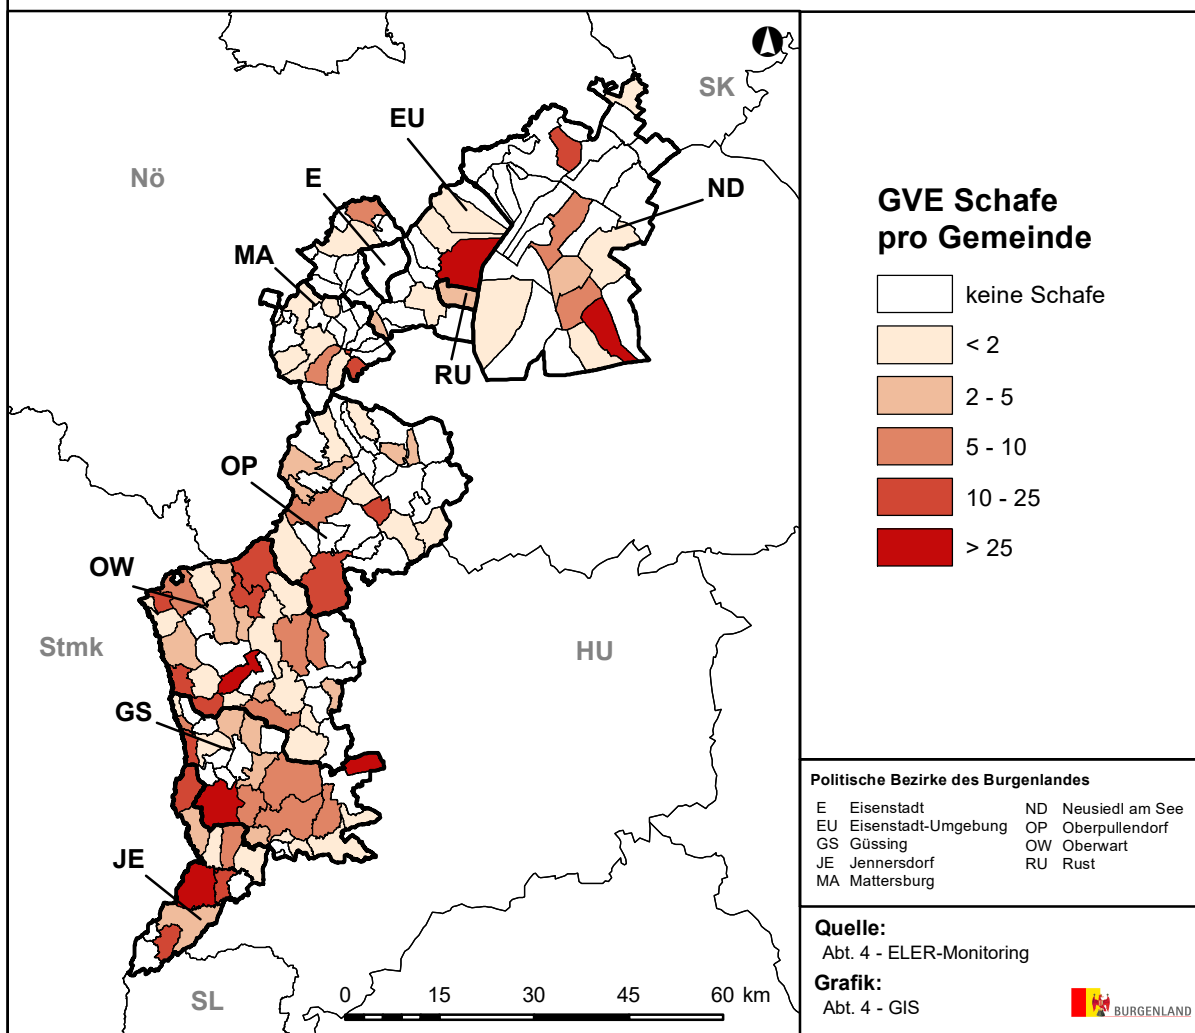 SK
EU
Nö
E
ND
MA
RU
OP
OW
Stmk
HU
GS
JE
SL
0 15 30 45 60 km
GVE Schafe
pro Gemeinde
keine Schafe
< 2
2 - 5
5 - 10
10 - 25
> 25
Politische Bezirke des Burgenlandes
E Eisenstadt
EU Eisenstadt-Umgebung
GS Güssing
JE Jennersdorf
MA Mattersburg
ND Neusiedl am See
OP Oberpullendorf
OW Oberwart
RU Rust
Quelle:
Abt. 4 - ELER-Monitoring
Grafik:
Abt. 4 - GIS
BURGENLAND